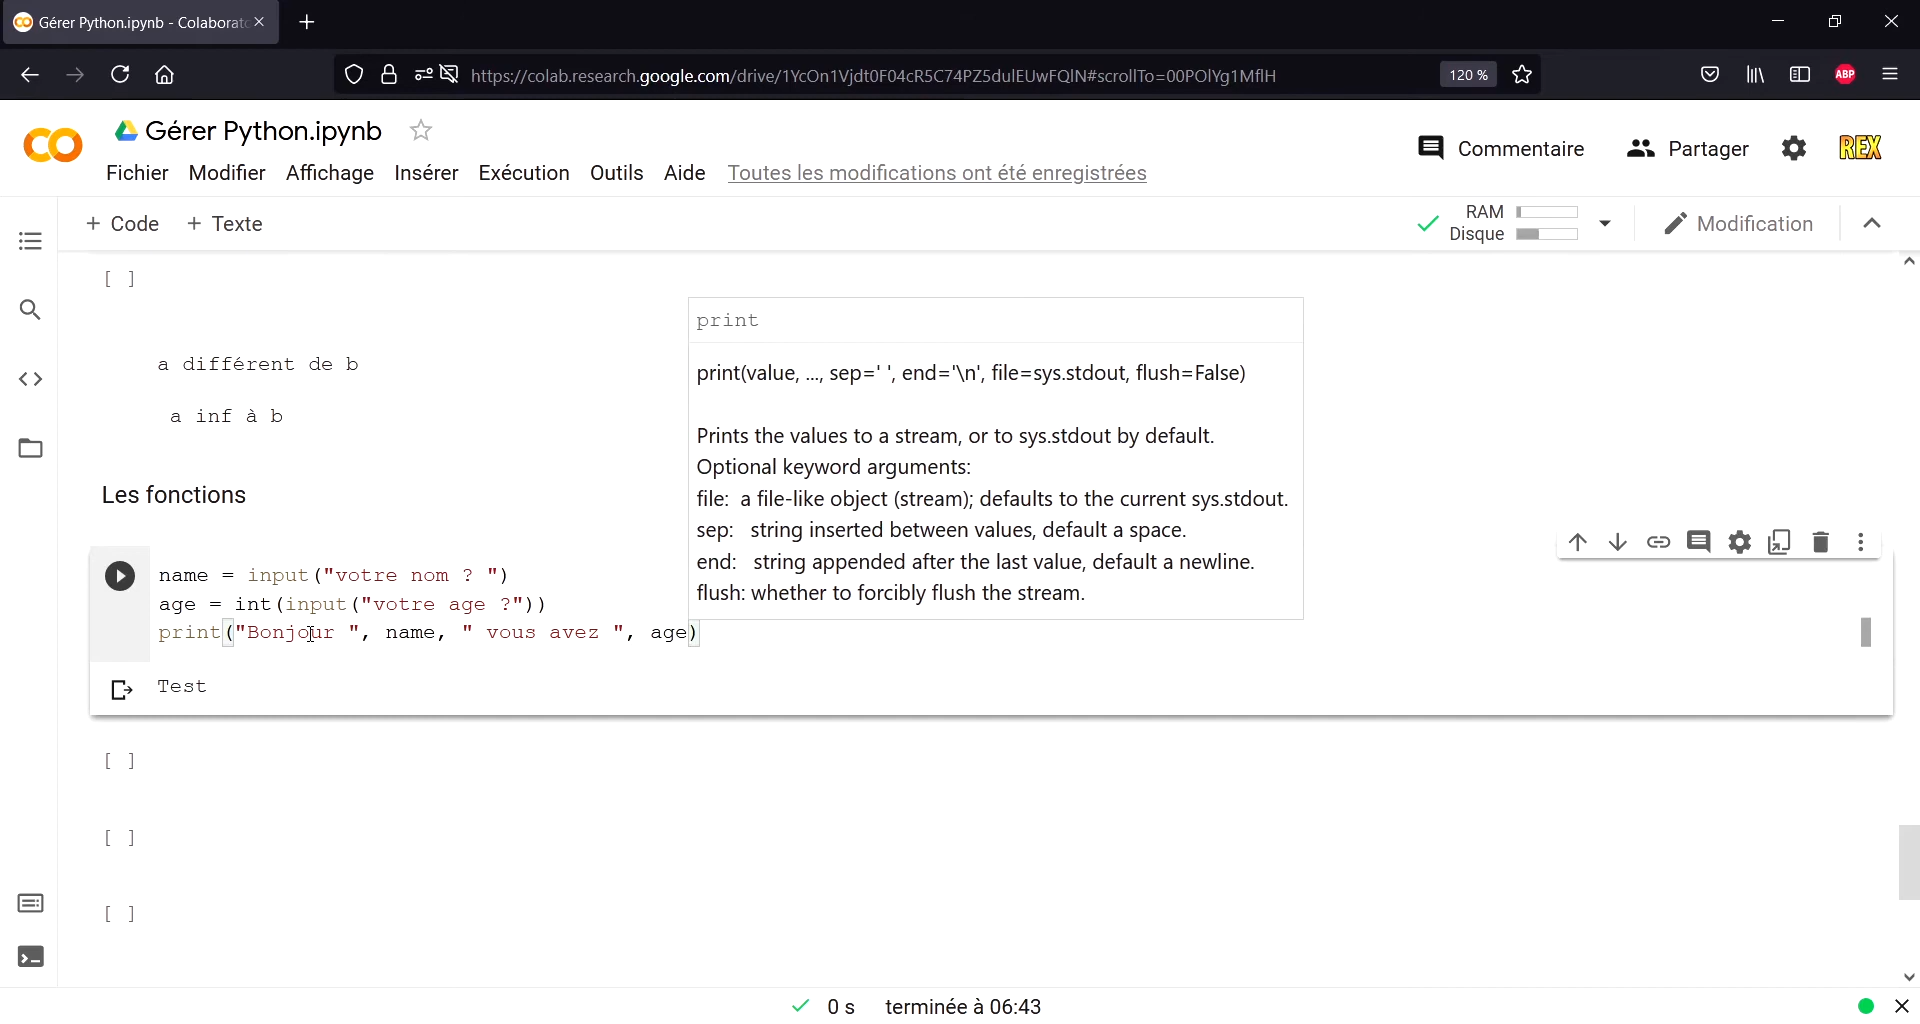 Gérer Python.ipynb - Colaborat
https://colab.research.google.com/drive/1YcOn1Vjdt0F04cR5C74PZ5dulEUwFQlN#scrollTo=00POlYg1MflH
120 %
ABP
Gérer Python.ipynb
Commentaire
Partager
REX
Fichier Modifier Affichage Insérer Exécution Outils Aide Toutes les modifications ont été enregistrées
+ Code + Texte
RAM
Disque
Modification
[ ]
a différent de b
a inf à b
print
print(value, ..., sep=' ', end='\n', file=sys.stdout, flush=False)
Prints the values to a stream, or to sys.stdout by default.
Optional keyword arguments:
file: a file-like object (stream); defaults to the current sys.stdout.
sep: string inserted between values, default a space.
end: string appended after the last value, default a newline.
flush: whether to forcibly flush the stream.
Les fonctions
name = input("votre nom ? ")
age = int(input("votre age ?"))
print("Bonjour ", name, " vous avez ", age)
Test
[ ]
[ ]
[ ]
0 s terminée à 06:43